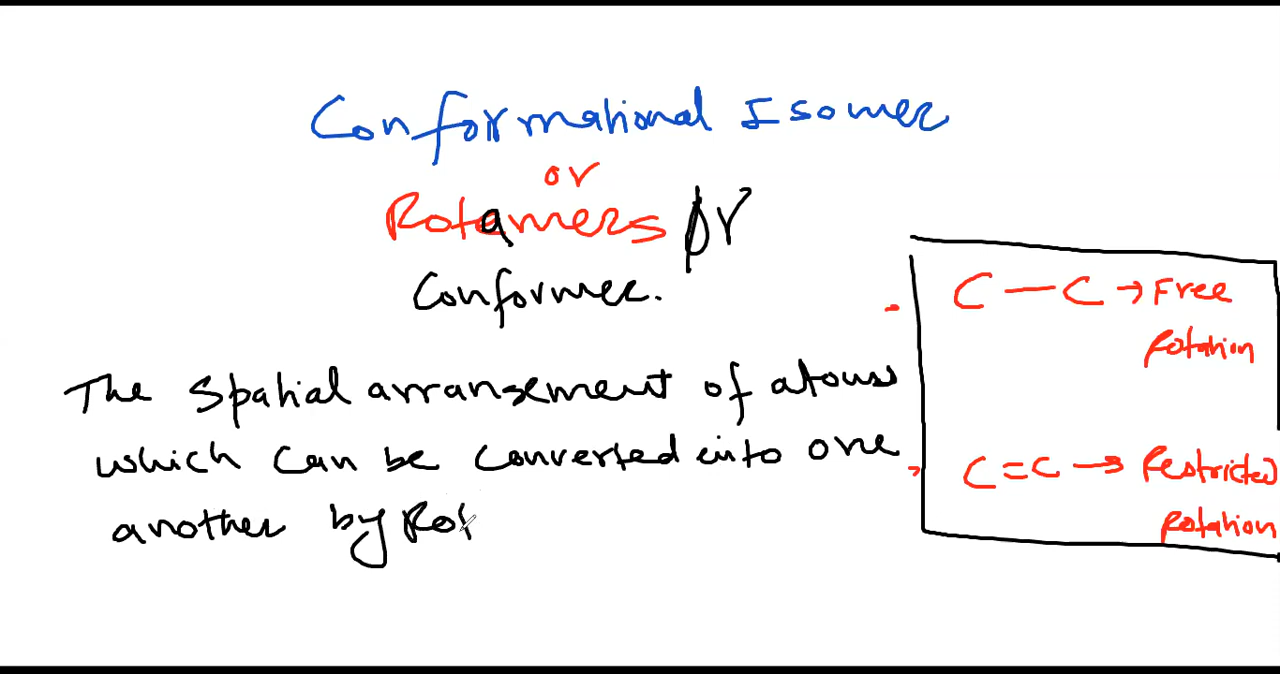 Conformational Isomer
or
Rotamers or
Conformer.
The spatial arrangement of atoms
which can be converted into one
another by Rot
C — C → Free
Rotation
C = C → Restricted
Rotation